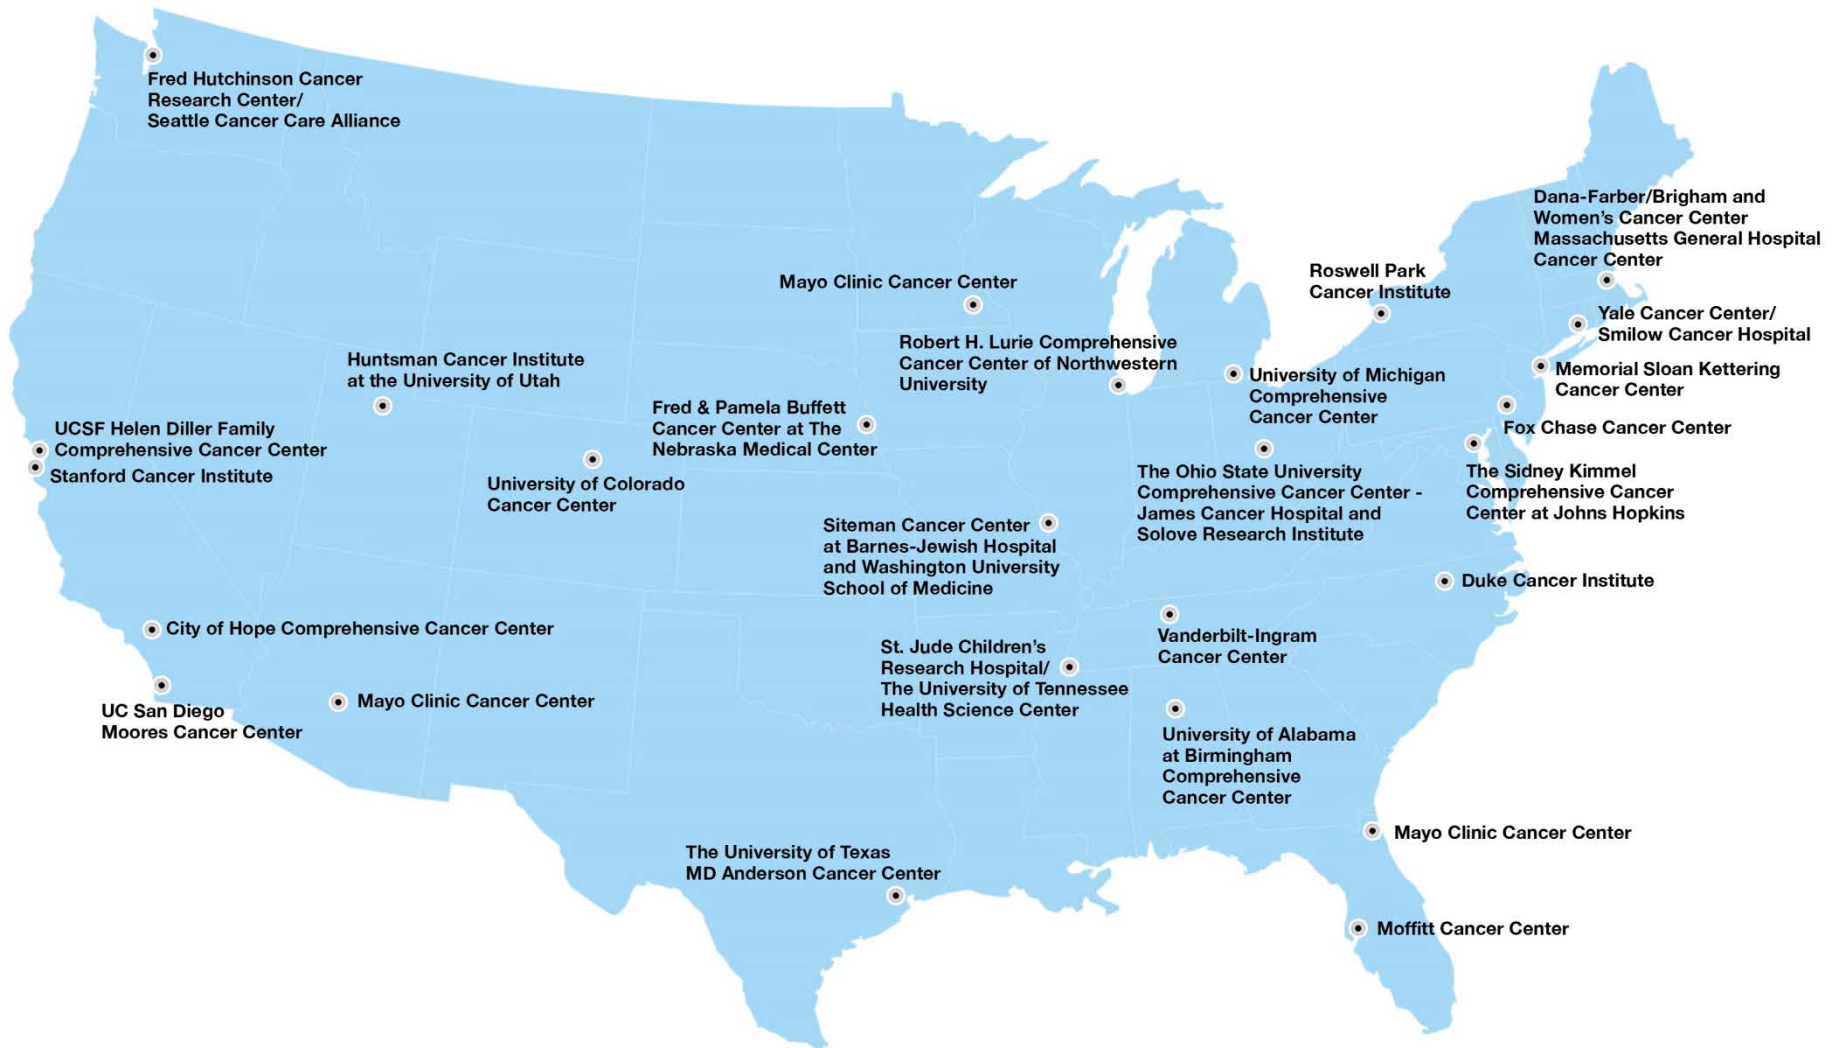 Fred Hutchinson Cancer
Research Center/
Seattle Cancer Care Alliance
Dana-Farber/Brigham and
Women's Cancer Center
Massachusetts General Hospital
Cancer Center
Roswell Park
Cancer Institute
Mayo Clinic Cancer Center
Yale Cancer Center/
Smilow Cancer Hospital
Robert H. Lurie Comprehensive
Cancer Center of Northwestern
University
Huntsman Cancer Institute
at the University of Utah
Memorial Sloan Kettering
Cancer Center
University of Michigan
Comprehensive
Cancer Center
Fred & Pamela Buffett
Cancer Center at The
Nebraska Medical Center
Fox Chase Cancer Center
UCSF Helen Diller Family
Comprehensive Cancer Center
Stanford Cancer Institute
University of Colorado
Cancer Center
The Ohio State University
Comprehensive Cancer Center -
James Cancer Hospital and
Solove Research Institute
The Sidney Kimmel
Comprehensive Cancer
Center at Johns Hopkins
Siteman Cancer Center
at Barnes-Jewish Hospital
and Washington University
School of Medicine
Duke Cancer Institute
City of Hope Comprehensive Cancer Center
Vanderbilt-Ingram
Cancer Center
St. Jude Children's
Research Hospital/
The University of Tennessee
Health Science Center
Mayo Clinic Cancer Center
UC San Diego
Moores Cancer Center
University of Alabama
at Birmingham
Comprehensive
Cancer Center
Mayo Clinic Cancer Center
The University of Texas
MD Anderson Cancer Center
Moffitt Cancer Center